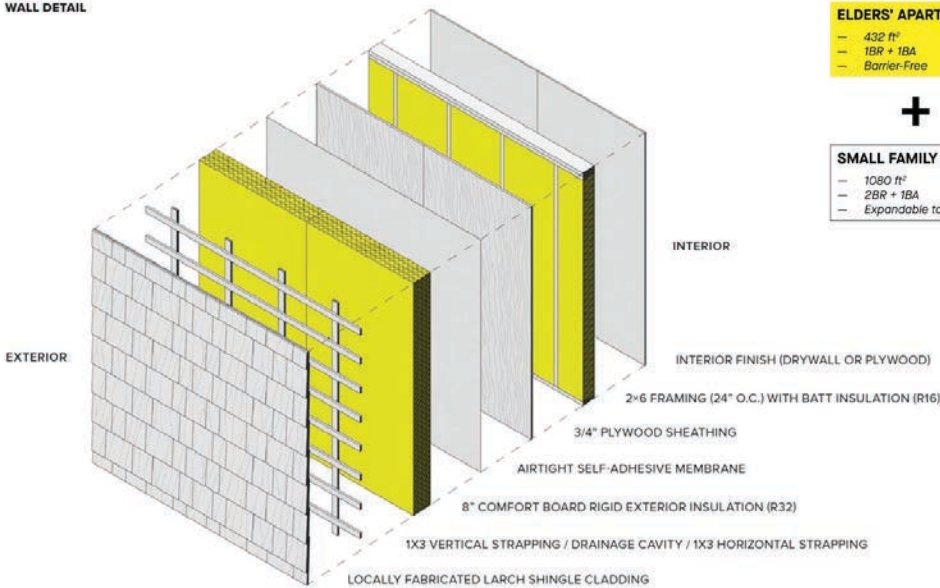 WALL DETAIL
ELDERS' APART
— 432 ft²
— 1BR + 1BA
— Barrier-Free
+
SMALL FAMILY
— 1080 ft²
— 2BR + 1BA
— Expandable to
INTERIOR
EXTERIOR
INTERIOR FINISH (DRYWALL OR PLYWOOD)
2×6 FRAMING (24" O.C.) WITH BATT INSULATION (R16)
3/4" PLYWOOD SHEATHING
AIRTIGHT SELF-ADHESIVE MEMBRANE
8" COMFORT BOARD RIGID EXTERIOR INSULATION (R32)
1X3 VERTICAL STRAPPING / DRAINAGE CAVITY / 1X3 HORIZONTAL STRAPPING
LOCALLY FABRICATED LARCH SHINGLE CLADDING